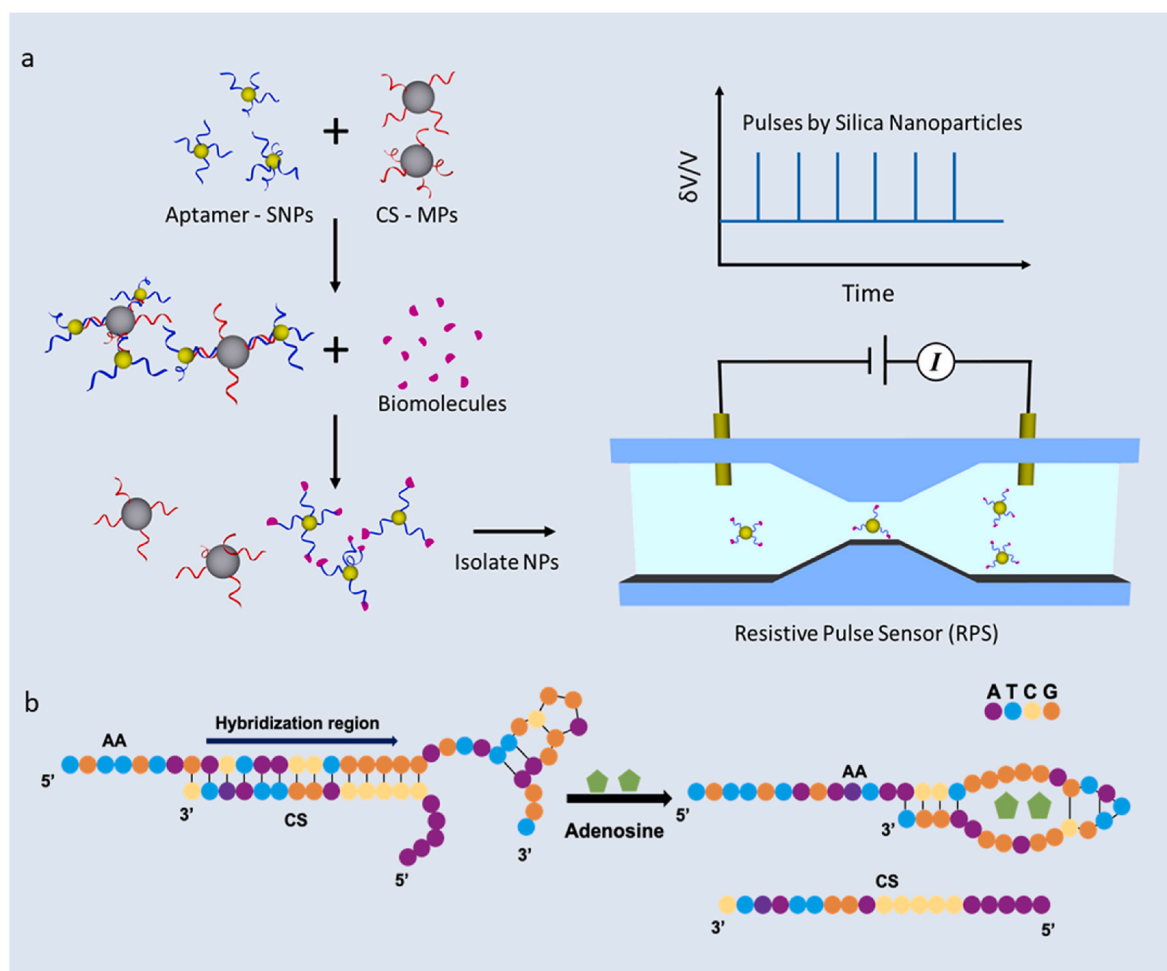 a
Aptamer - SNPs
+
CS - MPs
+
Biomolecules
Isolate NPs
δV/V
Pulses by Silica Nanoparticles
Time
I
Resistive Pulse Sensor (RPS)
b
Hybridization region
AA
5'
3'
CS
5'
3'
Adenosine
A T C G
AA
5'
3'
CS
3'
5'